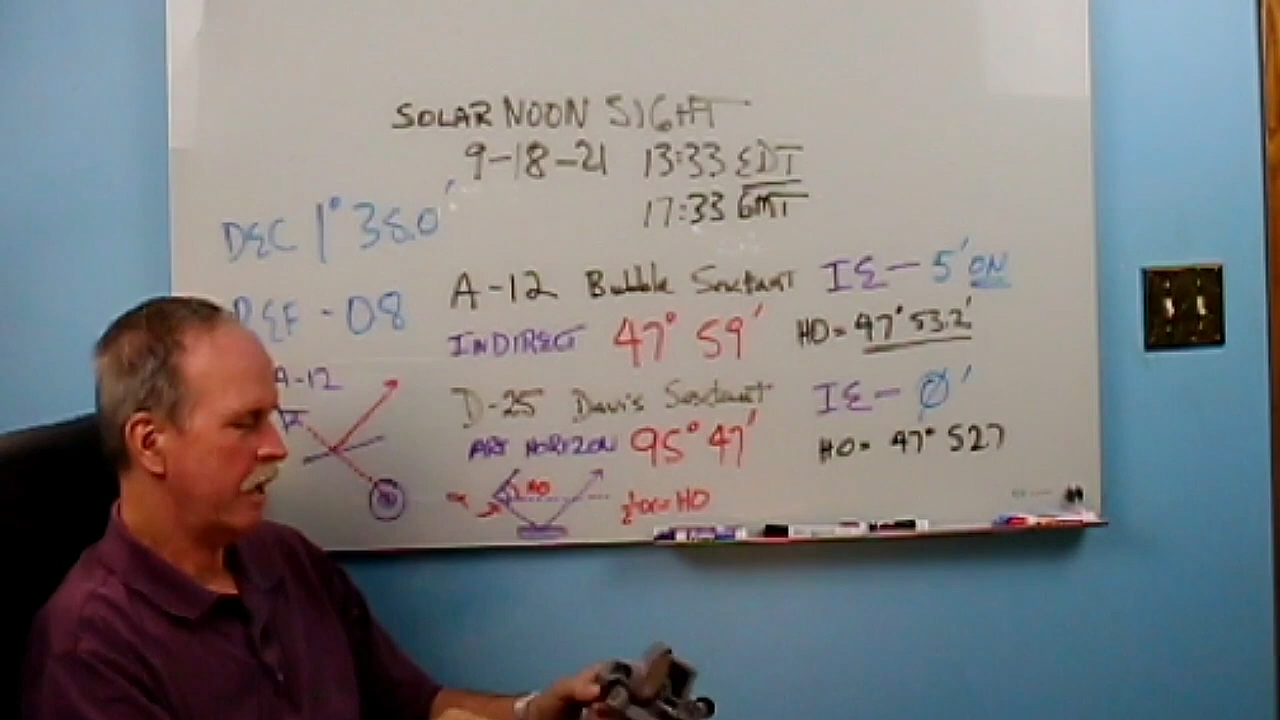 SOLAR NOON SIGHT
9-18-21 13:33 EDT
17:33 GMT
DEC 1° 38.0'
REF - 08
A-12 Bubble Sextant IE - 5' ON
INDIRECT 47° 59' HO = 47° 53.2'
D-25 Davis Sextant IE - 0'
ART HORIZON 95° 47' HO = 47° 52.7
A-12
HO
½ ∝ = HO